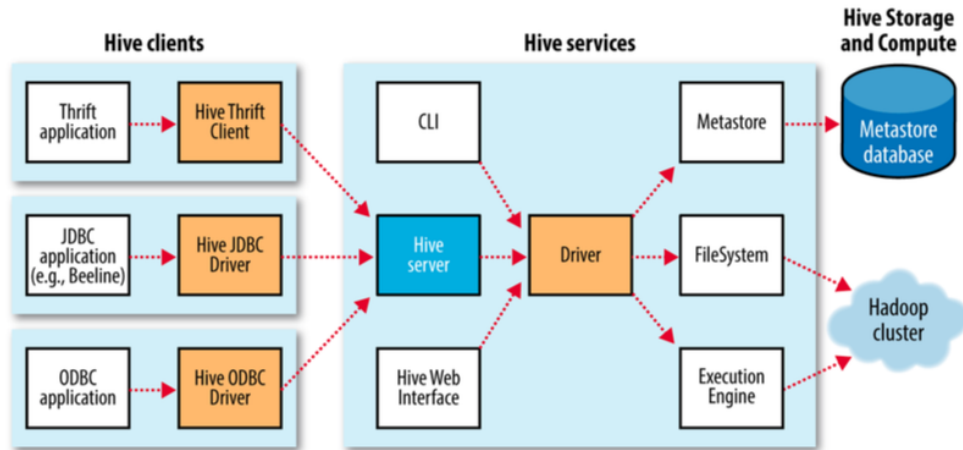 Hive clients
Hive services
Hive Storage
and Compute
Thrift
application
Hive Thrift
Client
CLI
Metastore
Metastore
database
JDBC
application
(e.g., Beeline)
Hive JDBC
Driver
Hive
server
Driver
FileSystem
Hadoop
cluster
ODBC
application
Hive ODBC
Driver
Hive Web
Interface
Execution
Engine